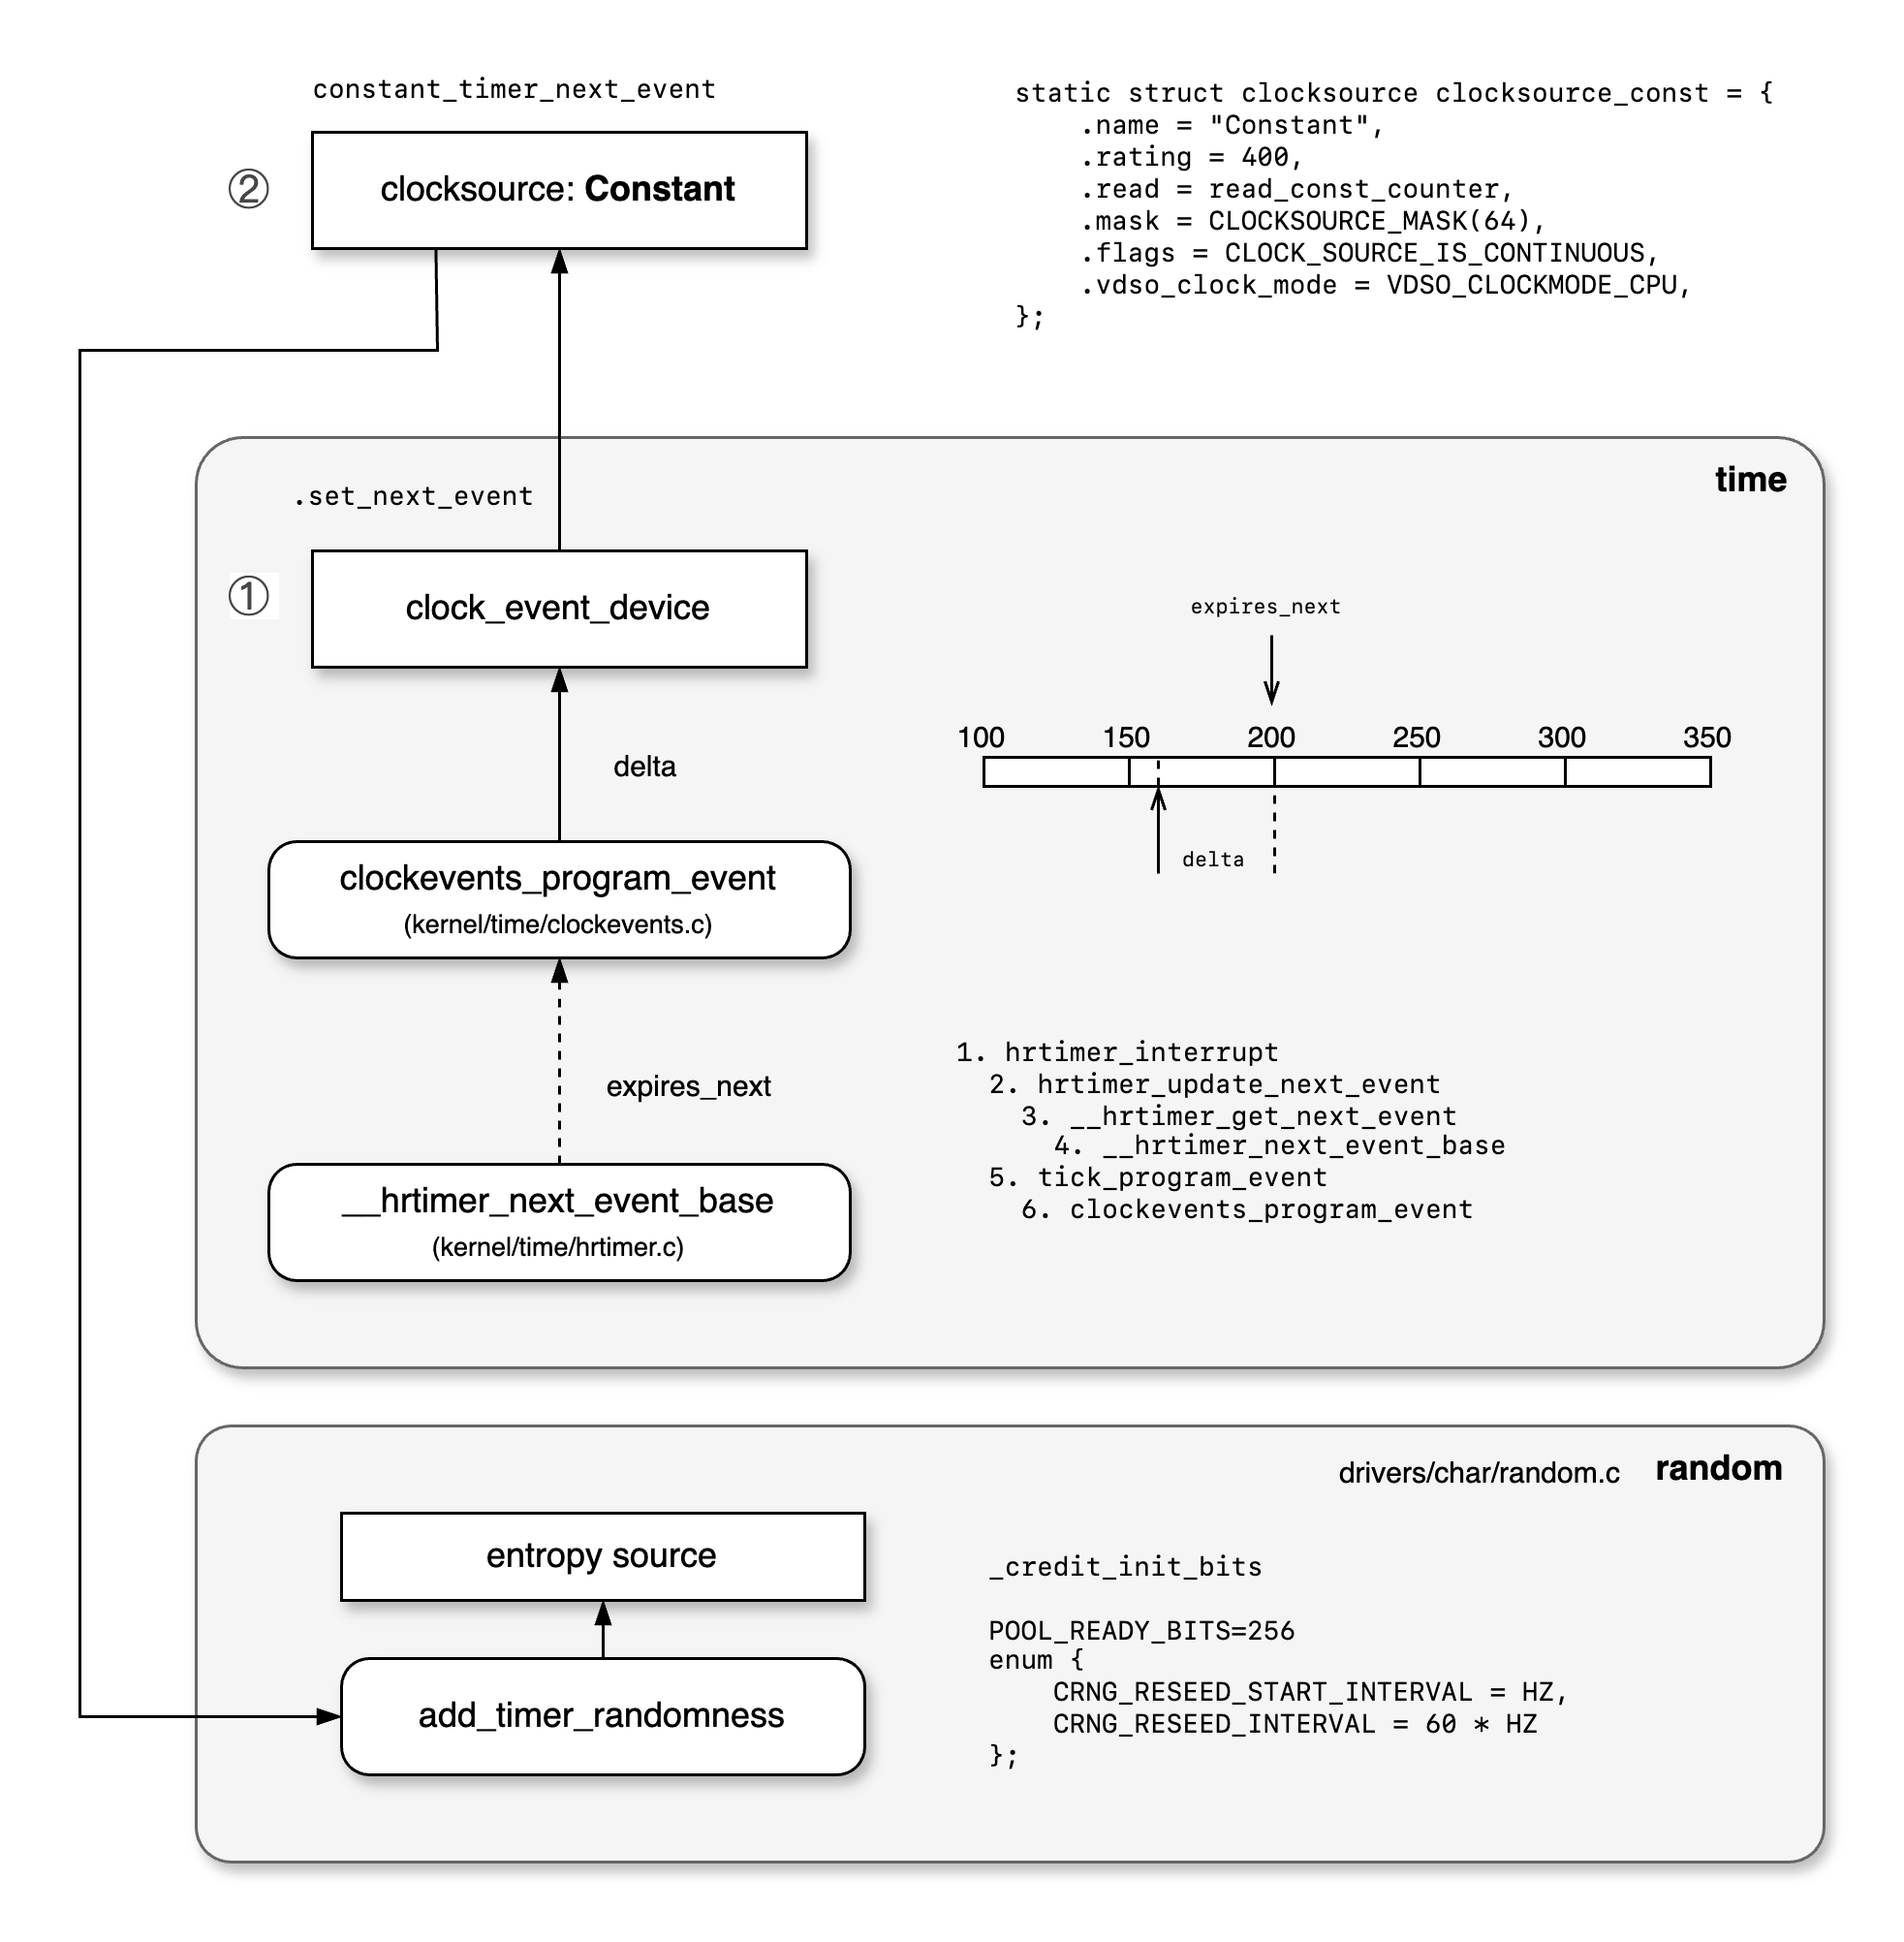 constant_timer_next_event
②
clocksource: Constant
static struct clocksource clocksource_const = {
    .name = "Constant",
    .rating = 400,
    .read = read_const_counter,
    .mask = CLOCKSOURCE_MASK(64),
    .flags = CLOCK_SOURCE_IS_CONTINUOUS,
    .vdso_clock_mode = VDSO_CLOCKMODE_CPU,
};
time
.set_next_event
①
clock_event_device
delta
clockevents_program_event
(kernel/time/clockevents.c)
expires_next
__hrtimer_next_event_base
(kernel/time/hrtimer.c)
expires_next
100 150 200 250 300 350
delta
1. hrtimer_interrupt
  2. hrtimer_update_next_event
    3. __hrtimer_get_next_event
      4. __hrtimer_next_event_base
  5. tick_program_event
    6. clockevents_program_event
drivers/char/random.c random
entropy source
add_timer_randomness
_credit_init_bits
POOL_READY_BITS=256
enum {
    CRNG_RESEED_START_INTERVAL = HZ,
    CRNG_RESEED_INTERVAL = 60 * HZ
};